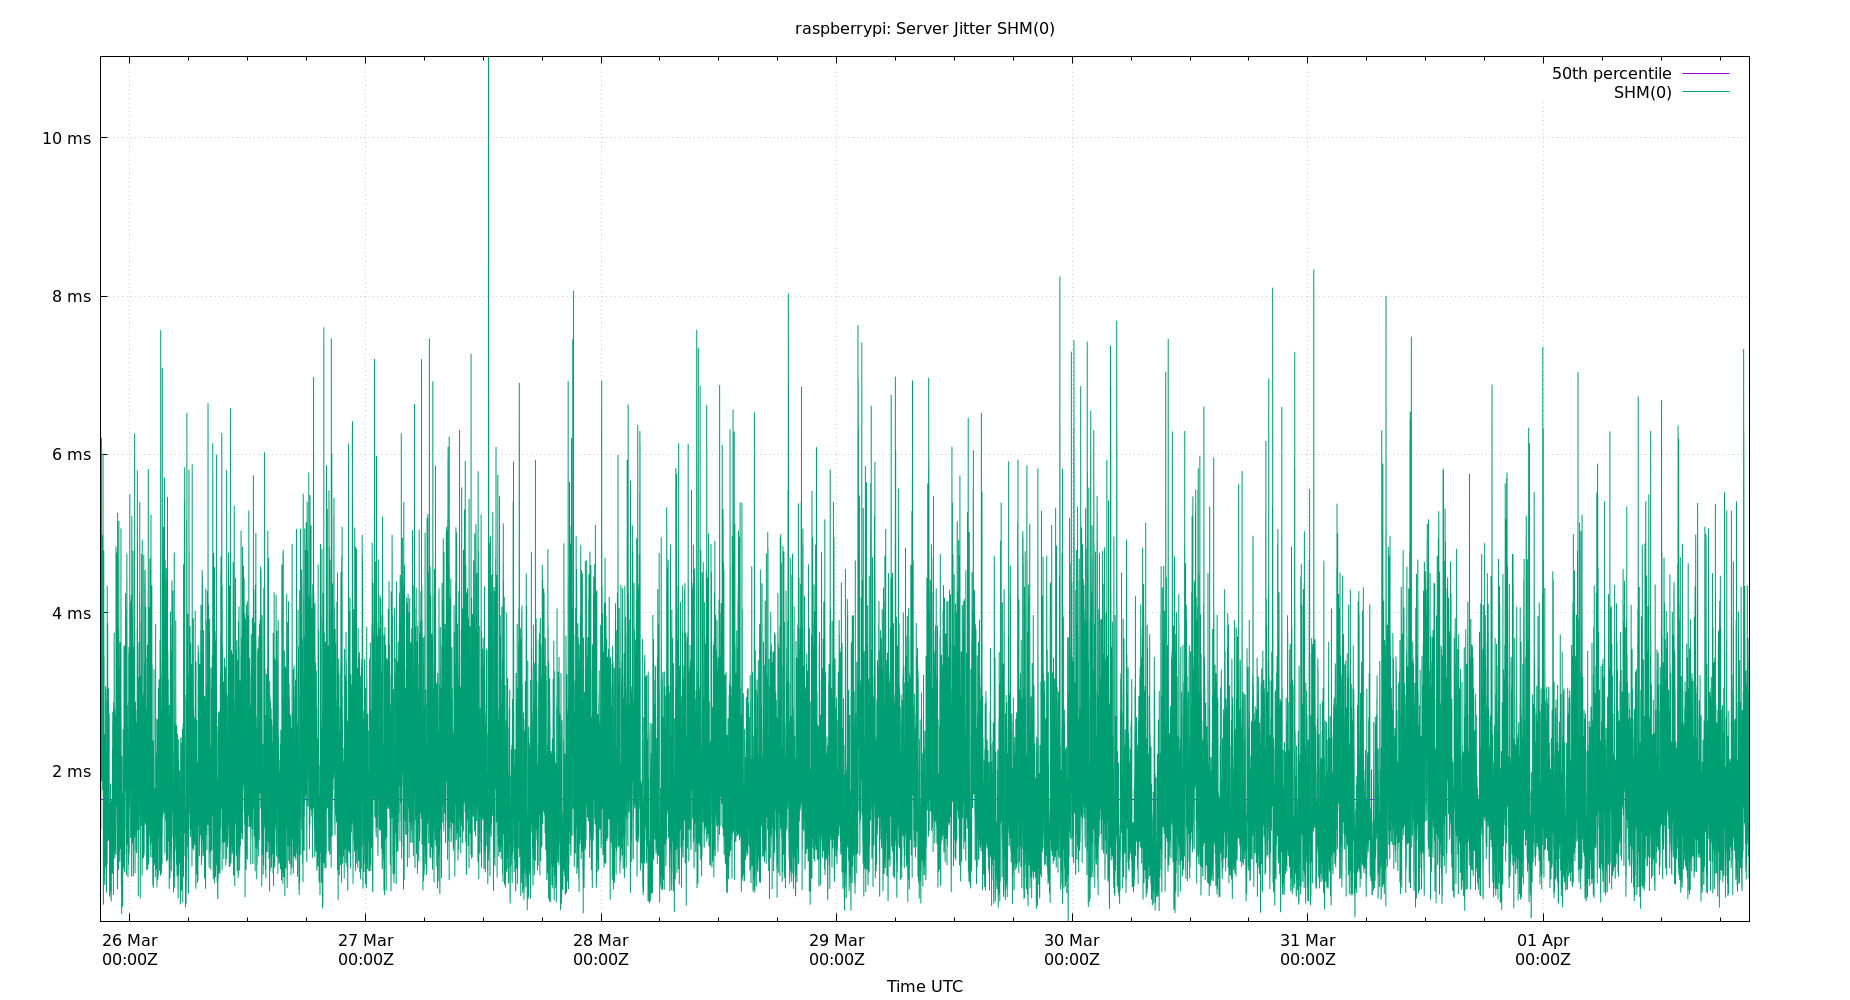 raspberrypi: Server Jitter SHM(0)
50th percentile
SHM(0)
10 ms
8 ms
6 ms
4 ms
2 ms
26 Mar 27 Mar 28 Mar 29 Mar 30 Mar 31 Mar 01 Apr
00:00Z 00:00Z 00:00Z 00:00Z 00:00Z 00:00Z 00:00Z
Time UTC